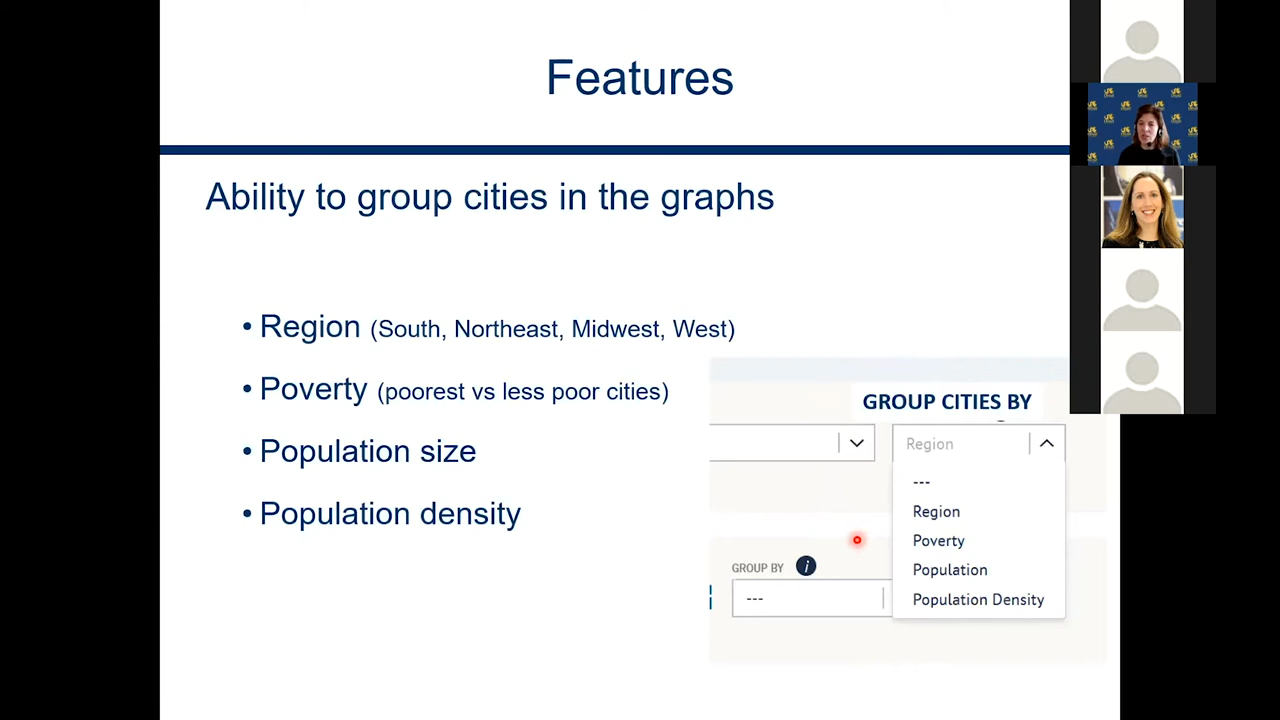 Features
Ability to group cities in the graphs
• Region (South, Northeast, Midwest, West)
• Poverty (poorest vs less poor cities)
• Population size
• Population density
GROUP CITIES BY
Region
---
Region
Poverty
Population
Population Density
GROUP BY i
---